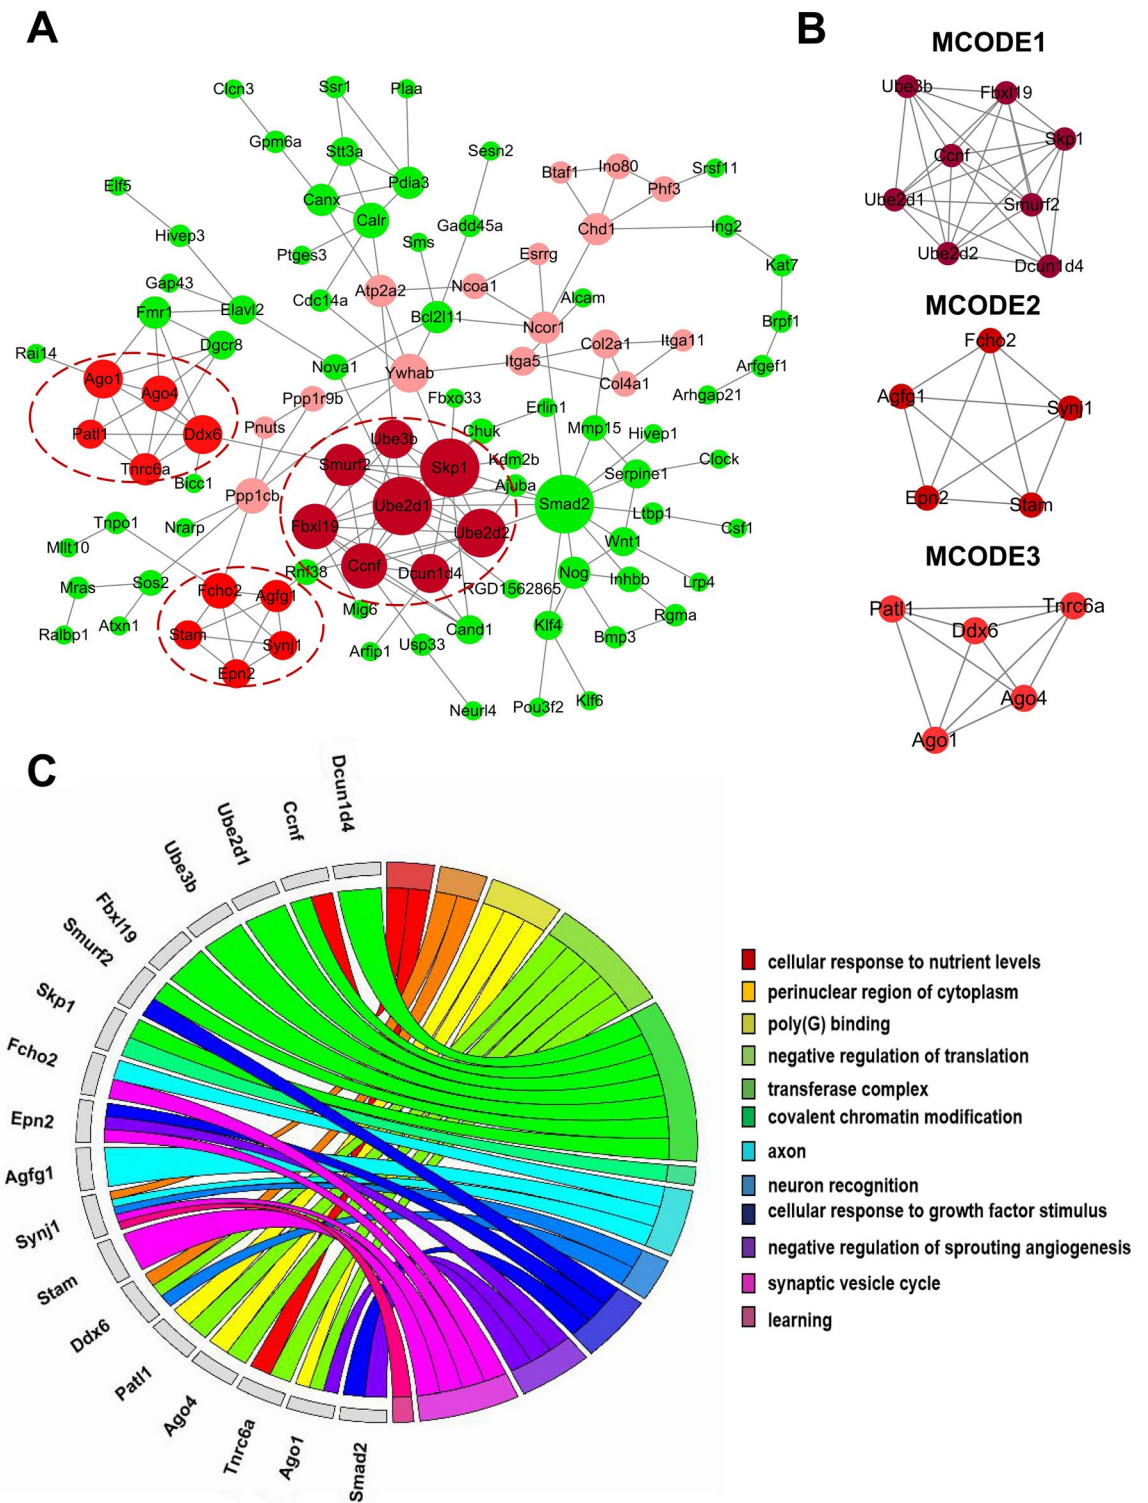 A
B
MCODE1
Clcn3
Ssr1
Plaa
Gpm6a
Stt3a
Sesn2
Pdia3
Canx
Btaf1
Ino80
Phf3
Srsf11
Elf5
Calr
Gadd45a
Chd1
Ing2
Hivep3
Ptges3
Sms
Esrrg
Kat7
Gap43
Cdc14a
Atp2a2
Ncoa1
Alcam
Fmr1
Elavl2
Bcl2l11
Ncor1
Brpf1
Dgcr8
Col2a1
Itga11
Rai14
Nova1
Ywhab
Itga5
Arfgef1
Ago1
Ago4
Col4a1
Ppp1r9b
Fbxo33
Arhgap21
Erlin1
Patl1
Ddx6
Pnuts
Ube3b
Chuk
Mmp15
Hivep1
Tnrc6a
Smurf2
Skp1
Kdm2b
Clock
Bicc1
Ajuba
Serpine1
Ppp1cb
Ube2d1
Smad2
Ltbp1
Tnpo1
Nrarp
Fbxl19
Ube2d2
Csf1
Mllt10
Wnt1
Rnf38
Ccnf
Dcun1d4
Nog
Inhbb
Lrp4
Mras
Sos2
Fcho2
Agfg1
RGD1562865
Mig6
Rgma
Ralbp1
Atxn1
Stam
Synj1
Cand1
Klf4
Bmp3
Arfip1
Usp33
Epn2
Neurl4
Pou3f2
Klf6
Ube3b
Fbxl19
Skp1
Ccnf
Ube2d1
Smurf2
Ube2d2
Dcun1d4
MCODE2
Fcho2
Agfg1
Synj1
Epn2
Stam
MCODE3
Patl1
Tnrc6a
Ddx6
Ago4
Ago1
C
Dcun1d4
Ccnf
Ube2d1
Ube3b
Fbxl19
Smurf2
Skp1
Fcho2
Epn2
Agfg1
Synj1
Stam
Ddx6
Patl1
Ago4
Tnrc6a
Ago1
Smad2
cellular response to nutrient levels
perinuclear region of cytoplasm
poly(G) binding
negative regulation of translation
transferase complex
covalent chromatin modification
axon
neuron recognition
cellular response to growth factor stimulus
negative regulation of sprouting angiogenesis
synaptic vesicle cycle
learning